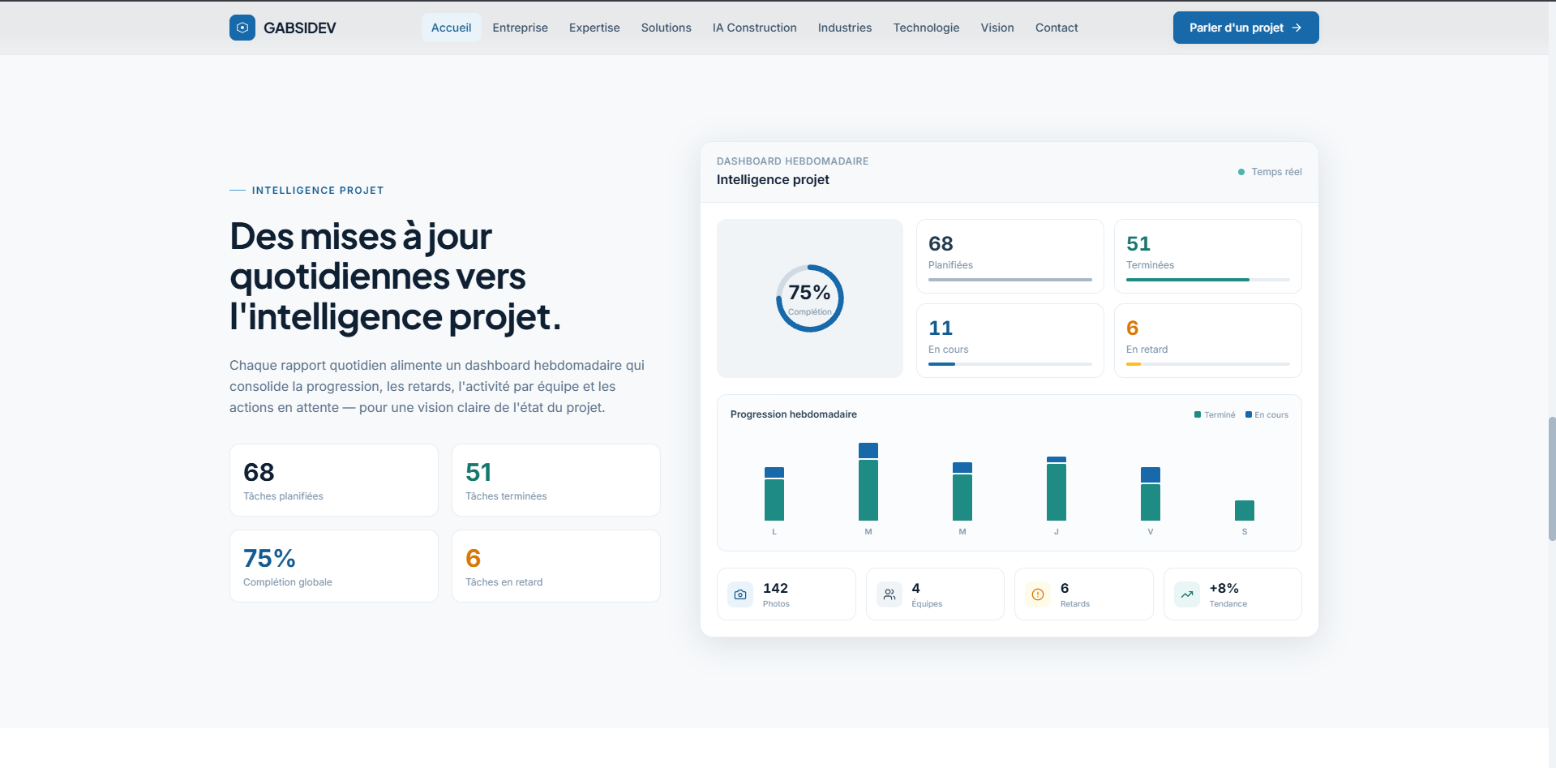 GABSIDEV
Accueil
Entreprise
Expertise
Solutions
IA Construction
Industries
Technologie
Vision
Contact
Parler d'un projet
INTELLIGENCE PROJET
Des mises à jour
quotidiennes vers
l'intelligence projet.
Chaque rapport quotidien alimente un dashboard hebdomadaire qui
consolide la progression, les retards, l'activité par équipe et les
actions en attente — pour une vision claire de l'état du projet.
68
Tâches planifiées
51
Tâches terminées
75%
Complétion globale
6
Tâches en retard
DASHBOARD HEBDOMADAIRE
Intelligence projet
Temps réel
75%
Complétion
68
Planifiées
51
Terminées
11
En cours
6
En retard
Progression hebdomadaire
Terminé
En cours
L
M
M
J
V
S
142
Photos
4
Équipes
6
Retards
+8%
Tendance